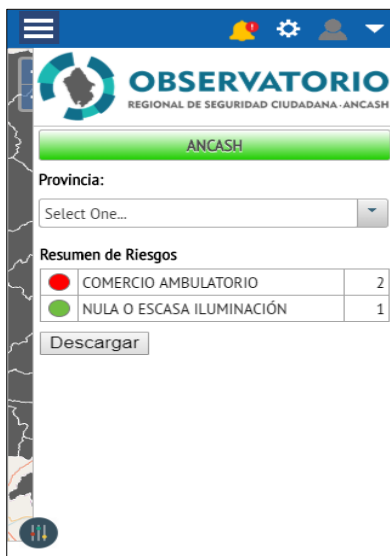 OBSERVATORIO
REGIONAL DE SEGURIDAD CIUDADANA - ANCASH
ANCASH
Provincia:
Select One...
Resumen de Riesgos
COMERCIO AMBULATORIO 2
NULA O ESCASA ILUMINACIÓN 1
Descargar